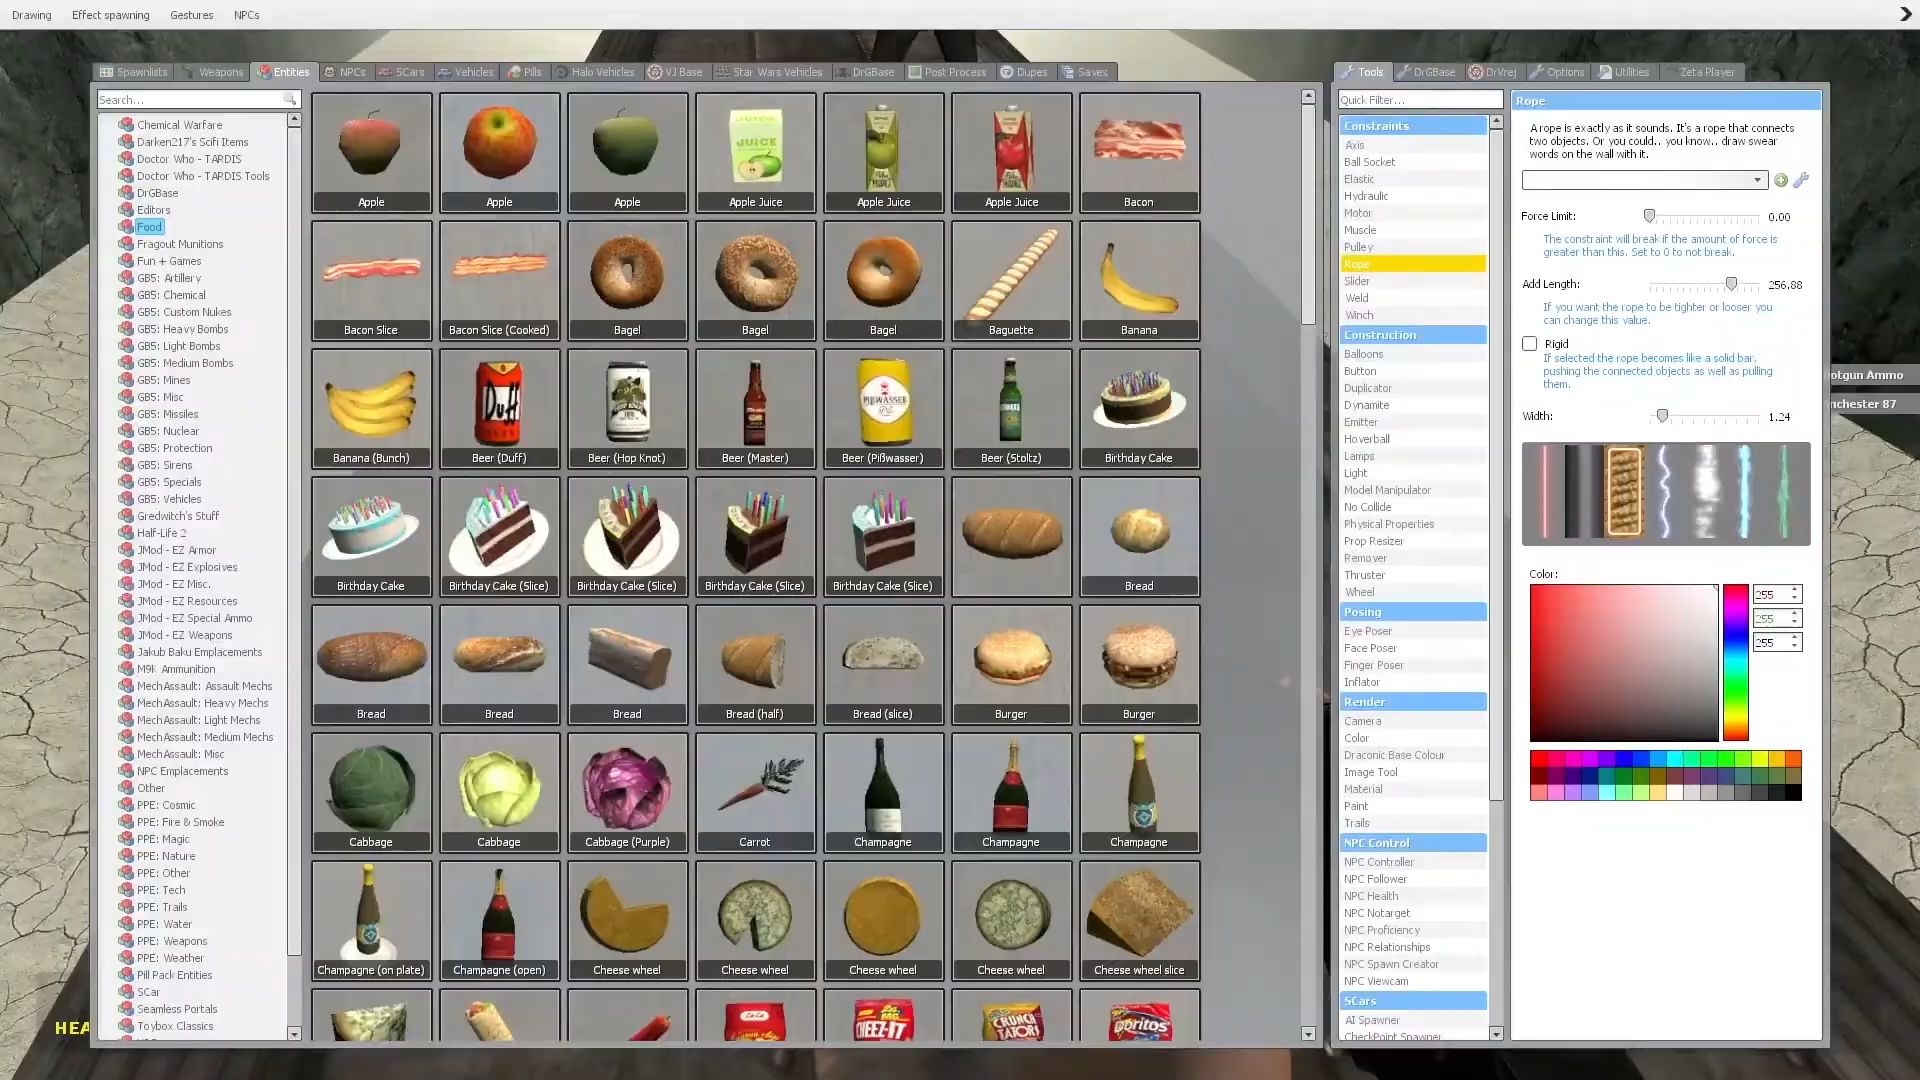 Drawing Effect spawning Gestures NPCs
Spawnlists Weapons Entities NPCs SCars Vehicles Pills Halo Vehicles VJ Base Star Wars Vehicles DrGBase Post Process Dupes Saves
Search...
Chemical Warfare
Darken217's Scifi Items
Doctor Who - TARDIS
Doctor Who - TARDIS Tools
DrGBase
Editors
Food
Fragout Munitions
Fun + Games
GB5: Artillery
GB5: Chemical
GB5: Custom Nukes
GB5: Heavy Bombs
GB5: Light Bombs
GB5: Medium Bombs
GB5: Mines
GB5: Misc
GB5: Missiles
GB5: Nuclear
GB5: Protection
GB5: Sirens
GB5: Specials
GB5: Vehicles
Gredwitch's Stuff
Half-Life 2
JMod - EZ Armor
JMod - EZ Explosives
JMod - EZ Misc.
JMod - EZ Resources
JMod - EZ Special Ammo
JMod - EZ Weapons
Jakub Baku Emplacements
M9K Ammunition
MechAssault: Assault Mechs
MechAssault: Heavy Mechs
MechAssault: Light Mechs
MechAssault: Medium Mechs
MechAssault: Misc
NPC Emplacements
Other
PPE: Cosmic
PPE: Fire & Smoke
PPE: Magic
PPE: Nature
PPE: Other
PPE: Tech
PPE: Trails
PPE: Water
PPE: Weapons
PPE: Weather
Pill Pack Entities
SCar
Seamless Portals
Toybox Classics
HEA
JUICE
Apple Apple Apple Apple Juice Apple Juice Apple Juice Bacon
Bacon Slice Bacon Slice (Cooked) Bagel Bagel Bagel Baguette Banana
Duff
Banana (Bunch) Beer (Duff) Beer (Hop Knot) Beer (Master) Beer (Pißwasser) Beer (Stoltz) Birthday Cake
Birthday Cake Birthday Cake (Slice) Birthday Cake (Slice) Birthday Cake (Slice) Birthday Cake (Slice) Bread
Bread Bread Bread Bread (half) Bread (slice) Burger Burger
Cabbage Cabbage Cabbage (Purple) Carrot Champagne Champagne Champagne
Champagne (on plate) Champagne (open) Cheese wheel Cheese wheel Cheese wheel Cheese wheel Cheese wheel slice
CHEEZ-IT CRUNCH TATORS Doritos
Tools DrGBase DrVrej Options Utilities Zeta Player
Quick Filter...
Constraints
Axis
Ball Socket
Elastic
Hydraulic
Motor
Muscle
Pulley
Rope
Slider
Weld
Winch
Construction
Balloons
Button
Duplicator
Dynamite
Emitter
Hoverball
Lamps
Light
Model Manipulator
No Collide
Physical Properties
Prop Resizer
Remover
Thruster
Wheel
Posing
Eye Poser
Face Poser
Finger Poser
Inflator
Render
Camera
Color
Draconic Base Colour
Image Tool
Material
Paint
Trails
NPC Control
NPC Controller
NPC Follower
NPC Health
NPC Notarget
NPC Proficiency
NPC Relationships
NPC Spawn Creator
NPC Viewcam
SCars
AI Spawner
CheckPoint Spawner
Rope
A rope is exactly as it sounds. It's a rope that connects
two objects. Or you could.. you know.. draw swear
words on the wall with it.
Force Limit: 0.00
The constraint will break if the amount of force is
greater than this. Set to 0 to not break.
Add Length: 256.88
If you want the rope to be tighter or looser you
can change this value.
Rigid
If selected the rope becomes like a solid bar,
pushing the connected objects as well as pulling
them.
Width: 1.24
Color:
255
255
255
otgun Ammo
nchester 87